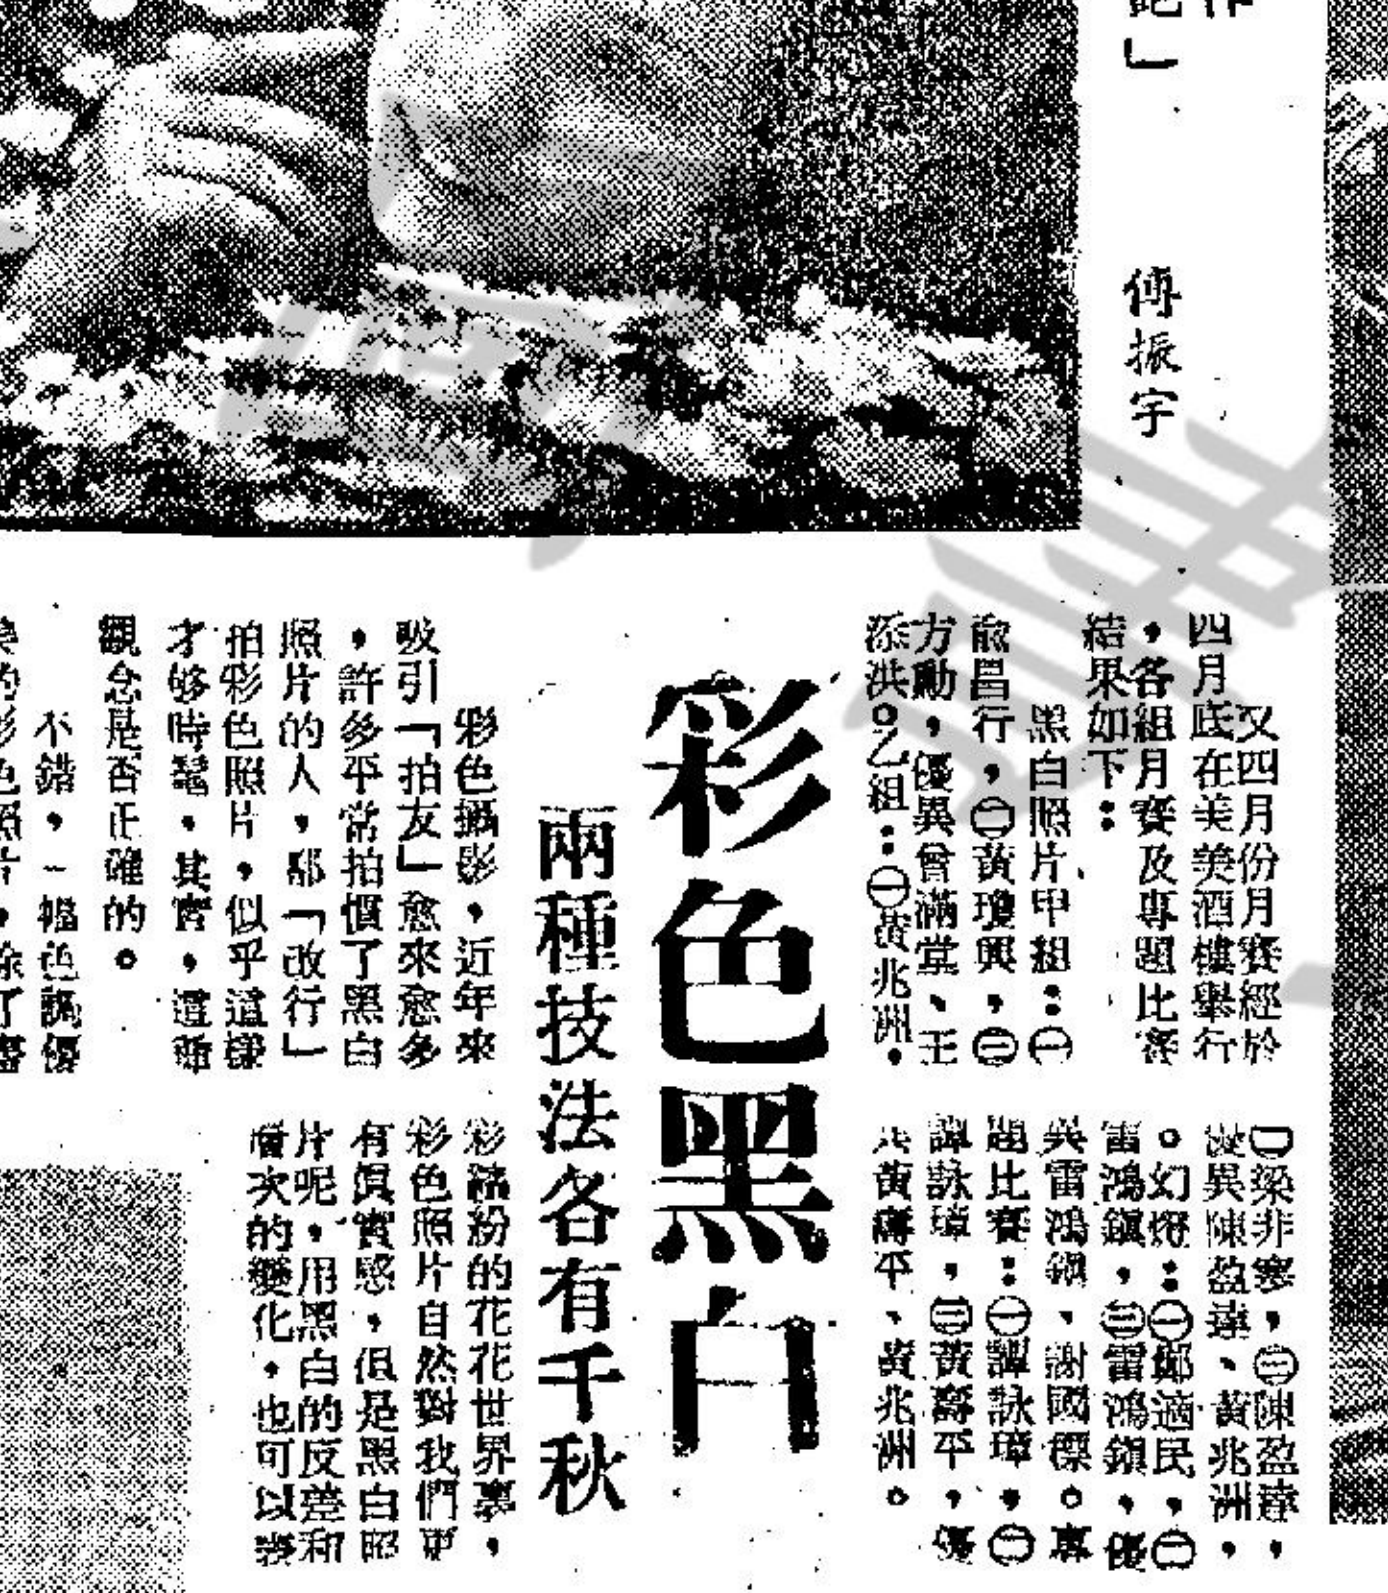 」
傅振宇
又四月份月賽經於
四月底在美美酒樓舉行
，各組月賽及專題比賽
結果如下：
黑白照片甲組：㊀
俞昌行，㊁黃瓊興，㊂
方勵，優異曾滿堂、王
添洪。乙組：㊀黃兆洲，
梁非寒，㊂陳盈達，
優異陳盈達、黃兆洲，
。幻燈：㊀鄭適民，㊁
雷鴻鎮，㊂雷鴻鎮，優
異雷鴻鎮、謝國標。專
題比賽：㊀譚詠璋，㊁
譚詠璋，㊂黃壽平，優
異黃壽平、黃兆洲。
彩色黑白
兩種技法各有千秋
彩色攝影，近年來
吸引「拍友」愈來愈多
，許多平常拍慣了黑白
照片的人，都「改行」
拍彩色照片，似乎這樣
才够時髦，其實，這種
觀念是否正確的。
不錯，一幅色調優
美的彩色照片，除了
彩繽紛的花花世界裏，
彩色照片自然對我們更
有眞實感，但是黑白照
片呢，用黑白的反差和
層次的變化，也可以表